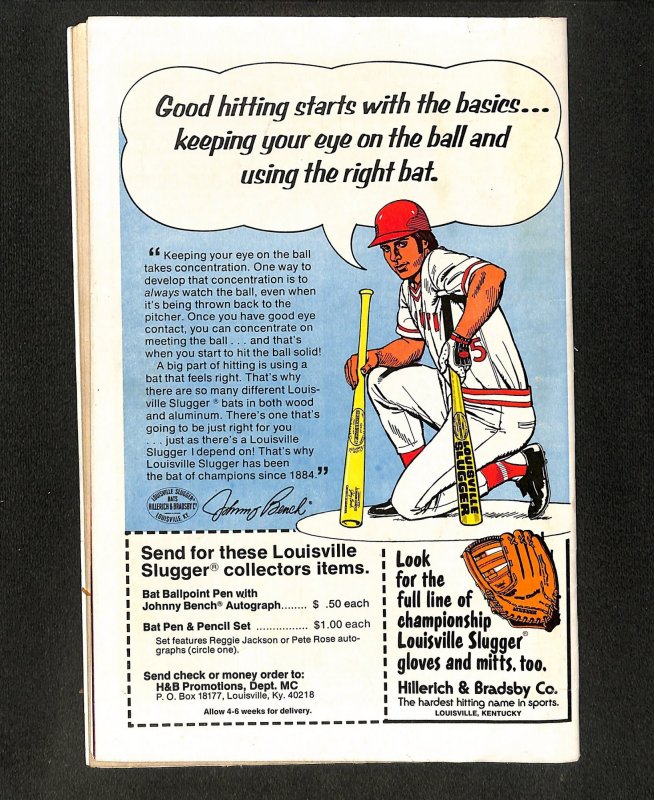 Good hitting starts with the basics...
keeping your eye on the ball and
using the right bat.
“ Keeping your eye on the ball
takes concentration. One way to
develop that concentration is to
always watch the ball, even when
it's being thrown back to the
pitcher. Once you have good eye
contact, you can concentrate on
meeting the ball . . . and that's
when you start to hit the ball solid!
A big part of hitting is using a
bat that feels right. That's why
there are so many different Louis-
ville Slugger® bats in both wood
and aluminum. There's one that's
going to be just right for you
. . . just as there's a Louisville
Slugger I depend on! That's why
Louisville Slugger has been
the bat of champions since 1884.”
5
LOUISVILLE
SLUGGER
LOUISVILLE SLUGGER
BATS
HILLERICH & BRADSBY Co
LOUISVILLE, KY.
Johnny Bench
Send for these Louisville
Slugger® collectors items.
Bat Ballpoint Pen with
Johnny Bench® Autograph........ $ .50 each
Bat Pen & Pencil Set ................ $1.00 each
Set features Reggie Jackson or Pete Rose auto-
graphs (circle one).
Send check or money order to:
H&B Promotions, Dept. MC
P. O. Box 18177, Louisville, Ky. 40218
Allow 4-6 weeks for delivery.
Look
for the
full line of
championship
Louisville Slugger®
gloves and mitts, too.
Hillerich & Bradsby Co.
The hardest hitting name in sports.
LOUISVILLE, KENTUCKY